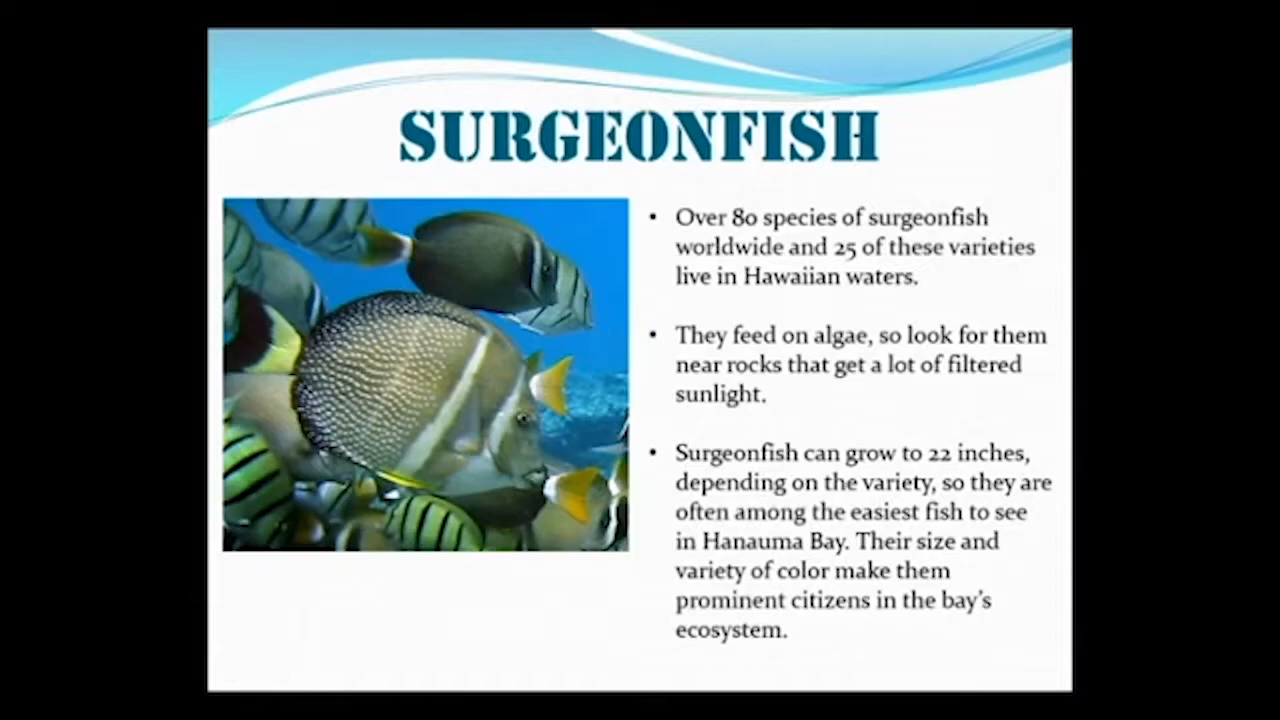 SURGEONFISH
• Over 80 species of surgeonfish
worldwide and 25 of these varieties
live in Hawaiian waters.
• They feed on algae, so look for them
near rocks that get a lot of filtered
sunlight.
• Surgeonfish can grow to 22 inches,
depending on the variety, so they are
often among the easiest fish to see
in Hanauma Bay. Their size and
variety of color make them
prominent citizens in the bay's
ecosystem.